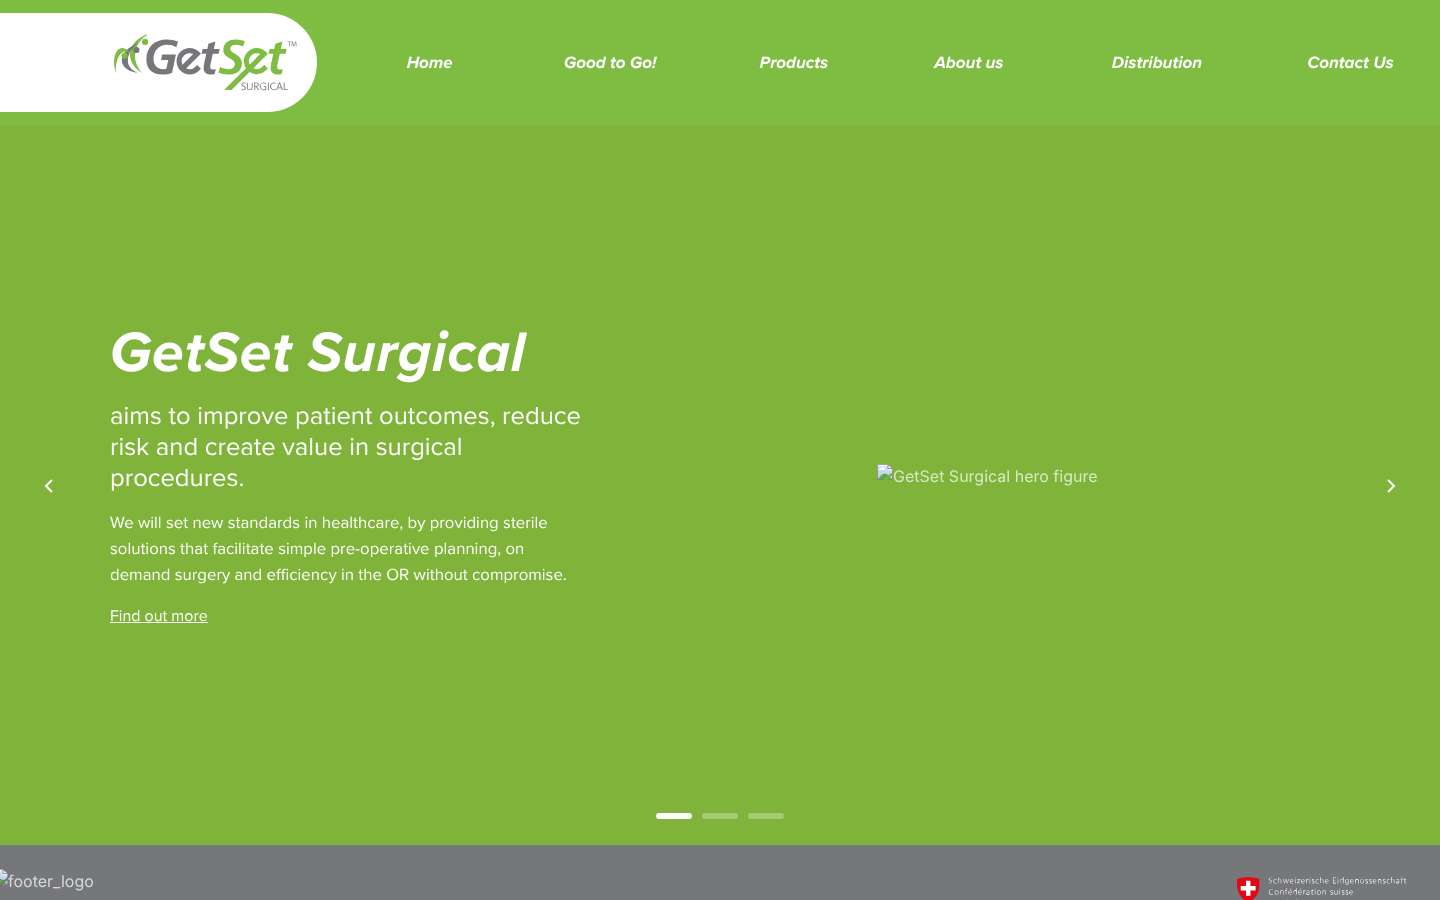 GetSet™
SURGICAL
Home
Good to Go!
Products
About us
Distribution
Contact Us
GetSet Surgical
aims to improve patient outcomes, reduce
risk and create value in surgical
procedures.
We will set new standards in healthcare, by providing sterile
solutions that facilitate simple pre-operative planning, on
demand surgery and efficiency in the OR without compromise.
Find out more
GetSet Surgical hero figure
footer_logo
Schweizerische Eidgenossenschaft
Confédération suisse